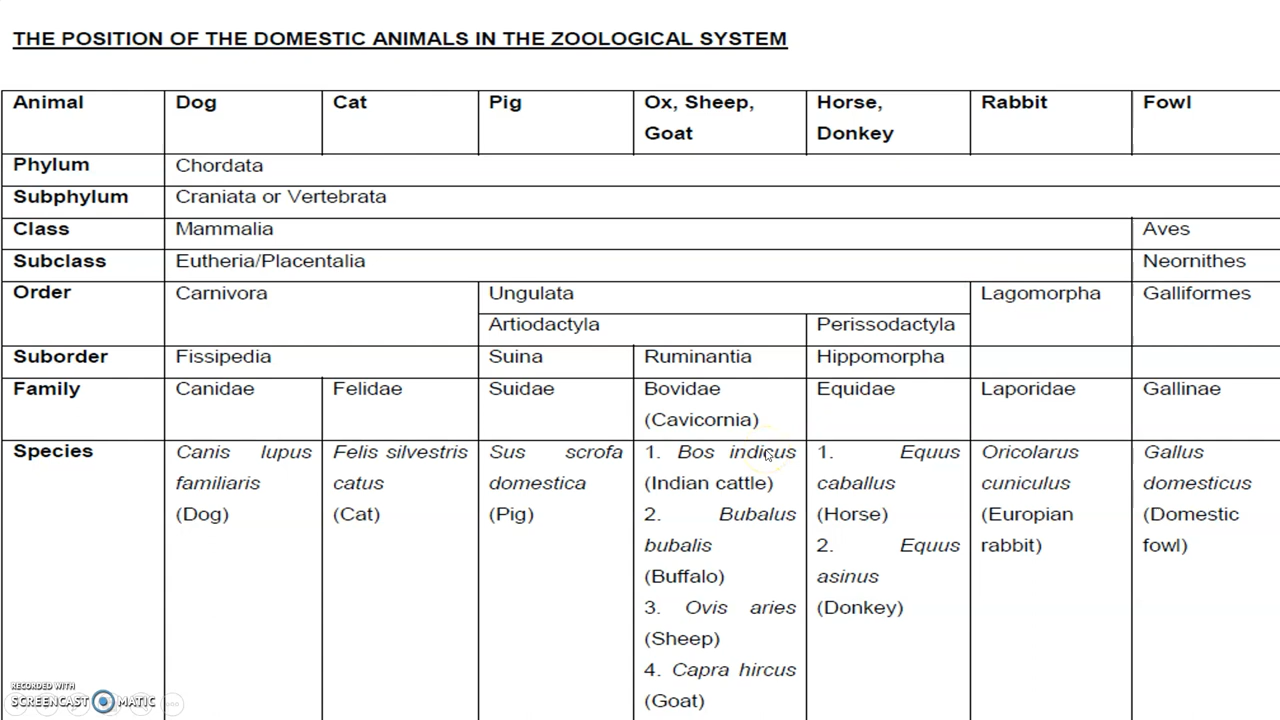 THE POSITION OF THE DOMESTIC ANIMALS IN THE ZOOLOGICAL SYSTEM
Animal Dog Cat Pig Ox, Sheep, Horse, Rabbit Fowl
Goat Donkey
Phylum Chordata
Subphylum Craniata or Vertebrata
Class Mammalia Aves
Subclass Eutheria/Placentalia Neornithes
Order Carnivora Ungulata Lagomorpha Galliformes
Artiodactyla Perissodactyla
Suborder Fissipedia Suina Ruminantia Hippomorpha
Family Canidae Felidae Suidae Bovidae Equidae Laporidae Gallinae
(Cavicornia)
Species Canis lupus Felis silvestris Sus scrofa 1. Bos indicus 1. Equus Oricolarus Gallus
familiaris catus domestica (Indian cattle) caballus cuniculus domesticus
(Dog) (Cat) (Pig) 2. Bubalus (Horse) (Europian (Domestic
bubalis 2. Equus rabbit) fowl)
(Buffalo) asinus
3. Ovis aries (Donkey)
(Sheep)
4. Capra hircus
(Goat)
RECORDED WITH
SCREENCAST MATIC